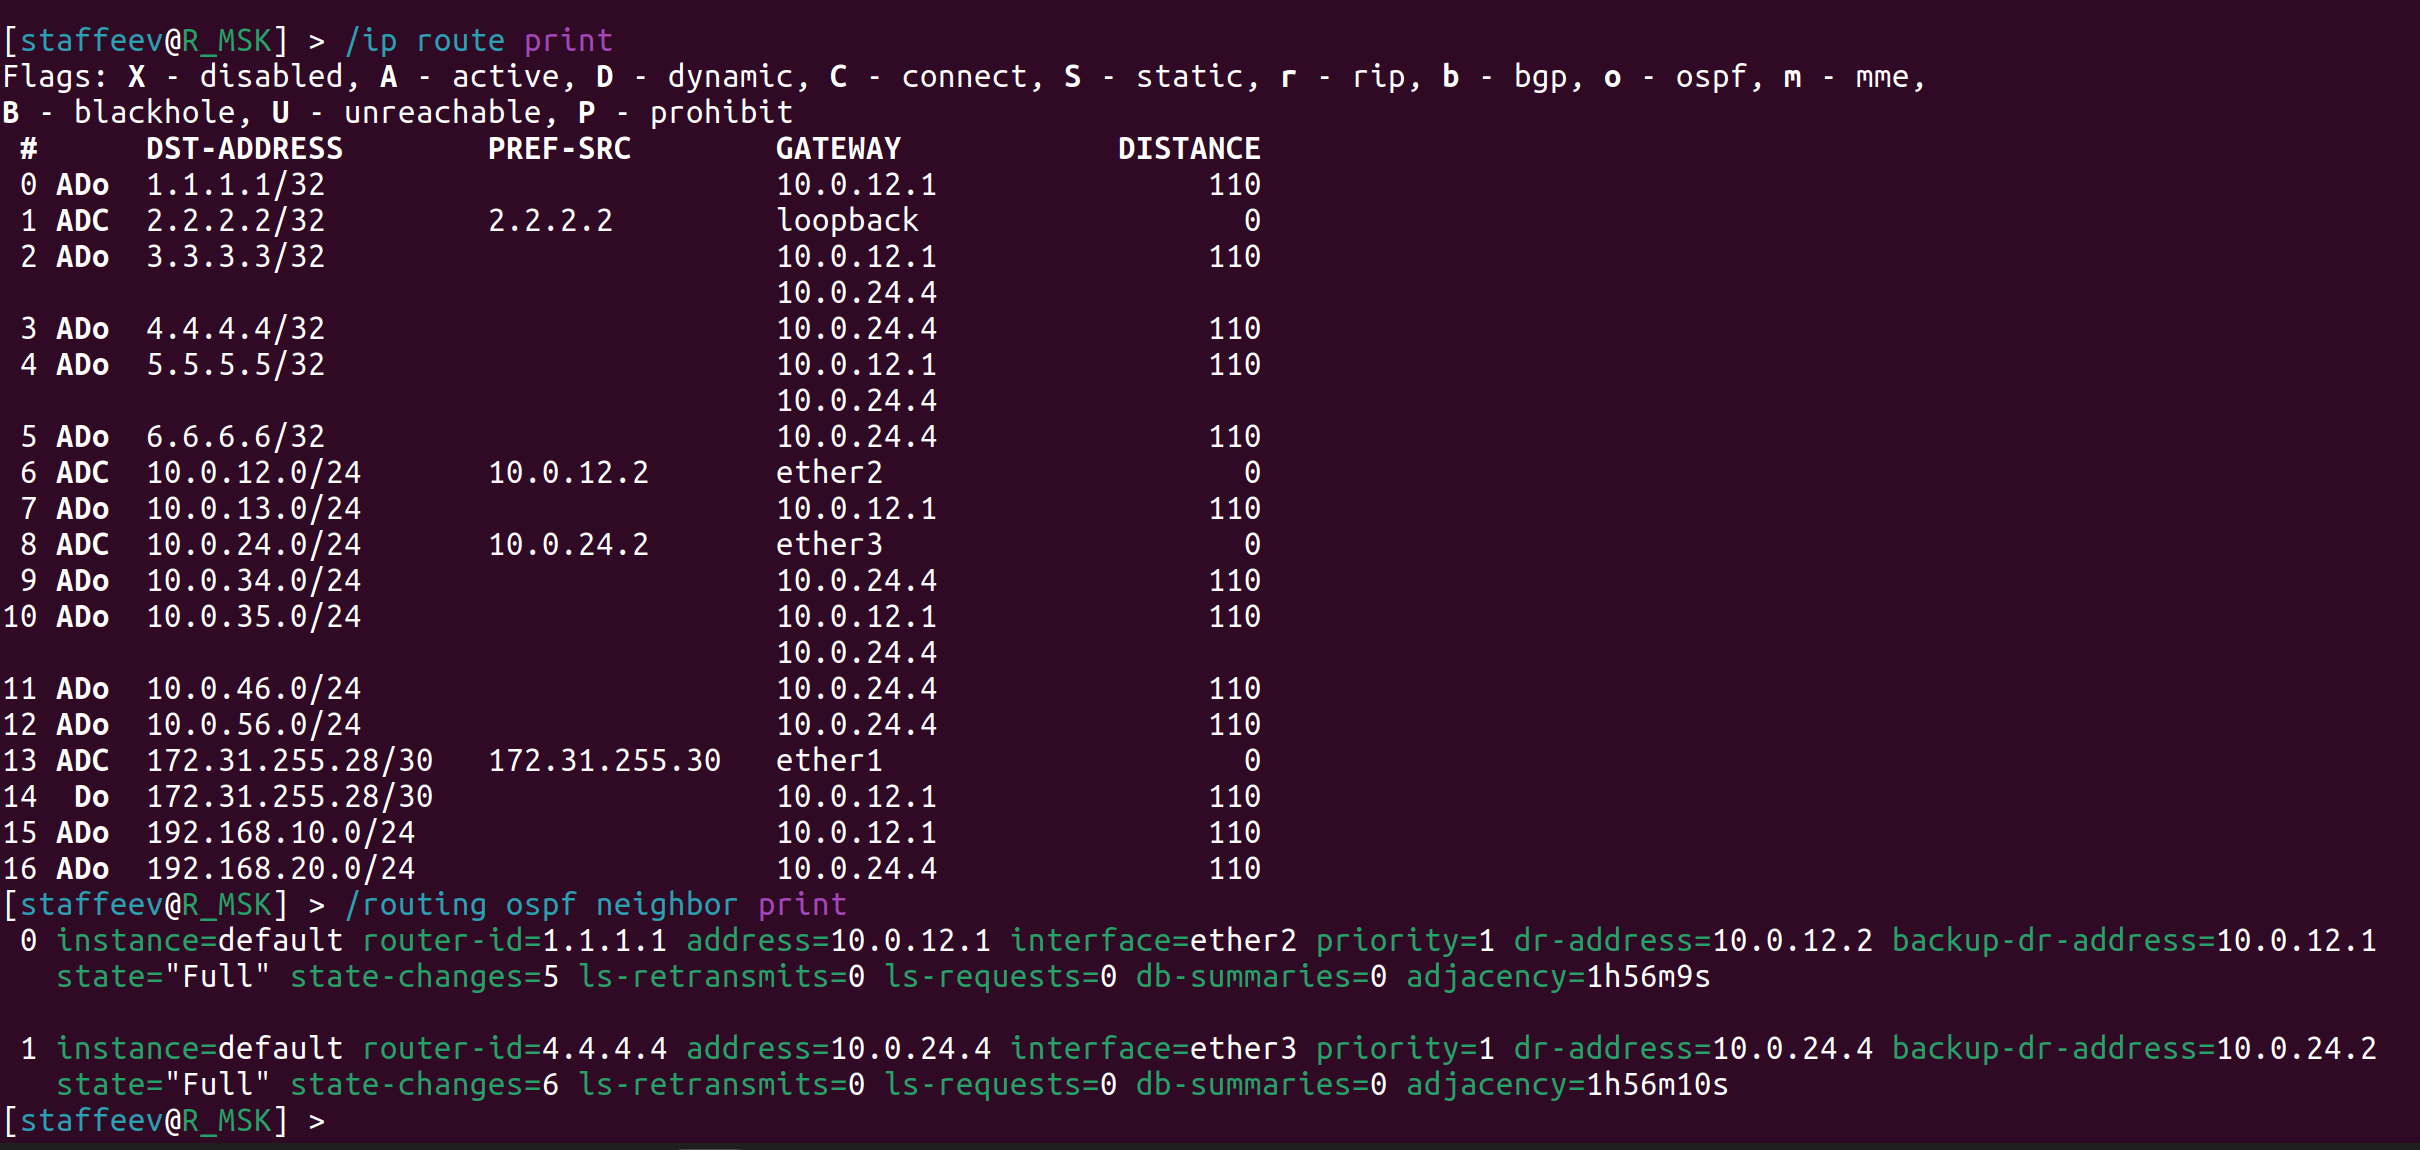 [staffeev@R_MSK] > /ip route print
Flags: X - disabled, A - active, D - dynamic, C - connect, S - static, r - rip, b - bgp, o - ospf, m - mme,
B - blackhole, U - unreachable, P - prohibit
 #      DST-ADDRESS        PREF-SRC        GATEWAY            DISTANCE
 0 ADo  1.1.1.1/32                         10.0.12.1               110
 1 ADC  2.2.2.2/32         2.2.2.2         loopback                  0
 2 ADo  3.3.3.3/32                         10.0.12.1               110
                                           10.0.24.4
 3 ADo  4.4.4.4/32                         10.0.24.4               110
 4 ADo  5.5.5.5/32                         10.0.12.1               110
                                           10.0.24.4
 5 ADo  6.6.6.6/32                         10.0.24.4               110
 6 ADC  10.0.12.0/24       10.0.12.2       ether2                    0
 7 ADo  10.0.13.0/24                       10.0.12.1               110
 8 ADC  10.0.24.0/24       10.0.24.2       ether3                    0
 9 ADo  10.0.34.0/24                       10.0.24.4               110
10 ADo  10.0.35.0/24                       10.0.12.1               110
                                           10.0.24.4
11 ADo  10.0.46.0/24                       10.0.24.4               110
12 ADo  10.0.56.0/24                       10.0.24.4               110
13 ADC  172.31.255.28/30   172.31.255.30   ether1                    0
14  Do  172.31.255.28/30                   10.0.12.1               110
15 ADo  192.168.10.0/24                    10.0.12.1               110
16 ADo  192.168.20.0/24                    10.0.24.4               110
[staffeev@R_MSK] > /routing ospf neighbor print
 0 instance=default router-id=1.1.1.1 address=10.0.12.1 interface=ether2 priority=1 dr-address=10.0.12.2 backup-dr-address=10.0.12.1
   state="Full" state-changes=5 ls-retransmits=0 ls-requests=0 db-summaries=0 adjacency=1h56m9s
 1 instance=default router-id=4.4.4.4 address=10.0.24.4 interface=ether3 priority=1 dr-address=10.0.24.4 backup-dr-address=10.0.24.2
   state="Full" state-changes=6 ls-retransmits=0 ls-requests=0 db-summaries=0 adjacency=1h56m10s
[staffeev@R_MSK] >